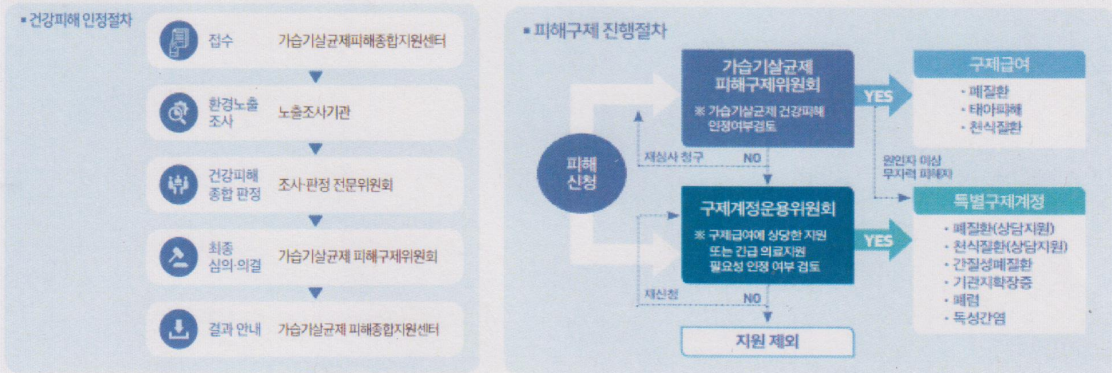 ▪ 건강피해 인정절차
접수 가습기살균제피해종합지원센터
환경노출
조사 노출조사기관
건강피해
종합 판정 조사·판정 전문위원회
최종
심의·의결 가습기살균제 피해구제위원회
결과 안내 가습기살균제 피해종합지원센터
▪ 피해구제 진행절차
피해
신청
가습기살균제
피해구제위원회
※ 가습기살균제 건강피해
인정여부검토
YES
구제급여
· 폐질환
· 태아피해
· 천식질환
재심사 청구 NO
원인자 미상
무자력 피해자
구제계정운용위원회
※ 구제급여에 상당한 지원
또는 긴급 의료지원
필요성 인정 여부 검토
YES
특별구제계정
· 폐질환(상담지원)
· 천식질환(상담지원)
· 간질성폐질환
· 기관지확장증
· 폐렴
· 독성간염
재신청 NO
지원 제외